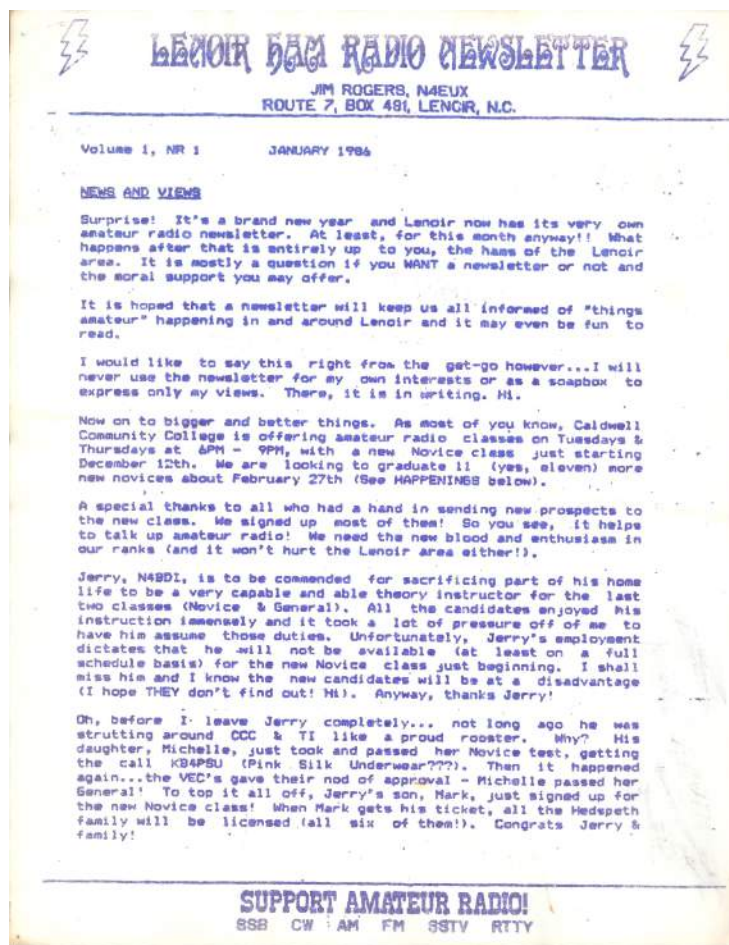 LENOIR HAM RADIO NEWSLETTER
JIM ROGERS, N4EUX
ROUTE 7, BOX 491, LENOIR, N.C.
Volume 1, NR 1 JANUARY 1986
NEWS AND VIEWS
Surprise! It's a brand new year and Lenoir now has its very own
amateur radio newsletter. At least, for this month anyway!! What
happens after that is entirely up to you, the hams of the Lenoir
area. It is mostly a question if you WANT a newsletter or not and
the moral support you may offer.
It is hoped that a newsletter will keep us all informed of "things
amateur" happening in and around Lenoir and it may even be fun to
read.
I would like to say this right from the get-go however...I will
never use the newsletter for my own interests or as a soapbox to
express only my views. There, it is in writing. Hi.
Now on to bigger and better things. As most of you know, Caldwell
Community College is offering amateur radio classes on Tuesdays &
Thursdays at 6PM - 9PM, with a new Novice class just starting
December 12th. We are looking to graduate 11 (yes, eleven) more
new novices about February 27th (See HAPPENINGS below).
A special thanks to all who had a hand in sending new prospects to
the new class. We signed up most of them! So you see, it helps
to talk up amateur radio! We need the new blood and enthusiasm in
our ranks (and it won't hurt the Lenoir area either!).
Jerry, N4BDI, is to be commended for sacrificing part of his home
life to be a very capable and able theory instructor for the last
two classes (Novice & General). All the candidates enjoyed his
instruction immensely and it took a lot of pressure off of me to
have him assume those duties. Unfortunately, Jerry's employment
dictates that he will not be available (at least on a full
schedule basis) for the new Novice class just beginning. I shall
miss him and I know the new candidates will be at a disadvantage
(I hope THEY don't find out! Hi). Anyway, thanks Jerry!
Oh, before I leave Jerry completely... not long ago he was
strutting around CCC & TI like a proud rooster. Why? His
daughter, Michelle, just took and passed her Novice test, getting
the call KB4PSU (Pink Silk Underwear???). Then it happened
again...the VEC's gave their nod of approval - Michelle passed her
General! To top it all off, Jerry's son, Mark, just signed up for
the new Novice class! When Mark gets his ticket, all the Hedspeth
family will be licensed (all six of them!). Congrats Jerry &
family!
SUPPORT AMATEUR RADIO!
SSB CW AM FM SSTV RTTY